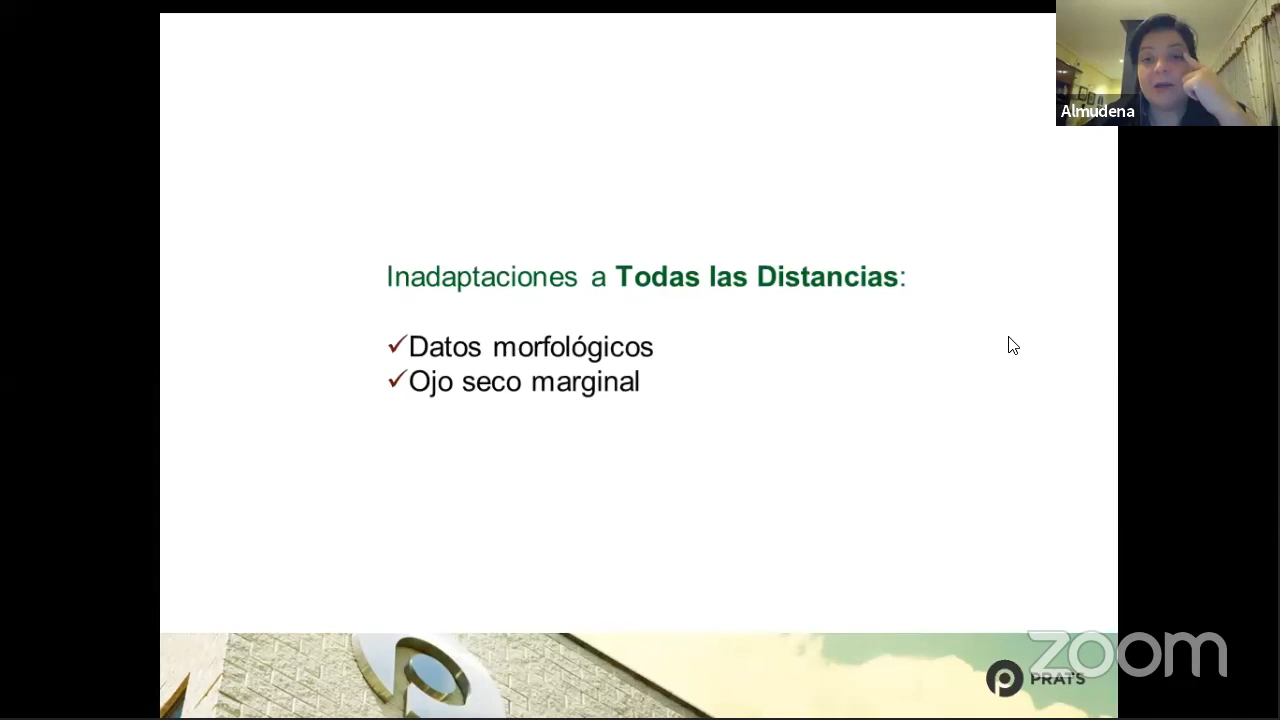 Almudena
Inadaptaciones a Todas las Distancias:
✓Datos morfológicos
✓Ojo seco marginal
zoom
PRATS